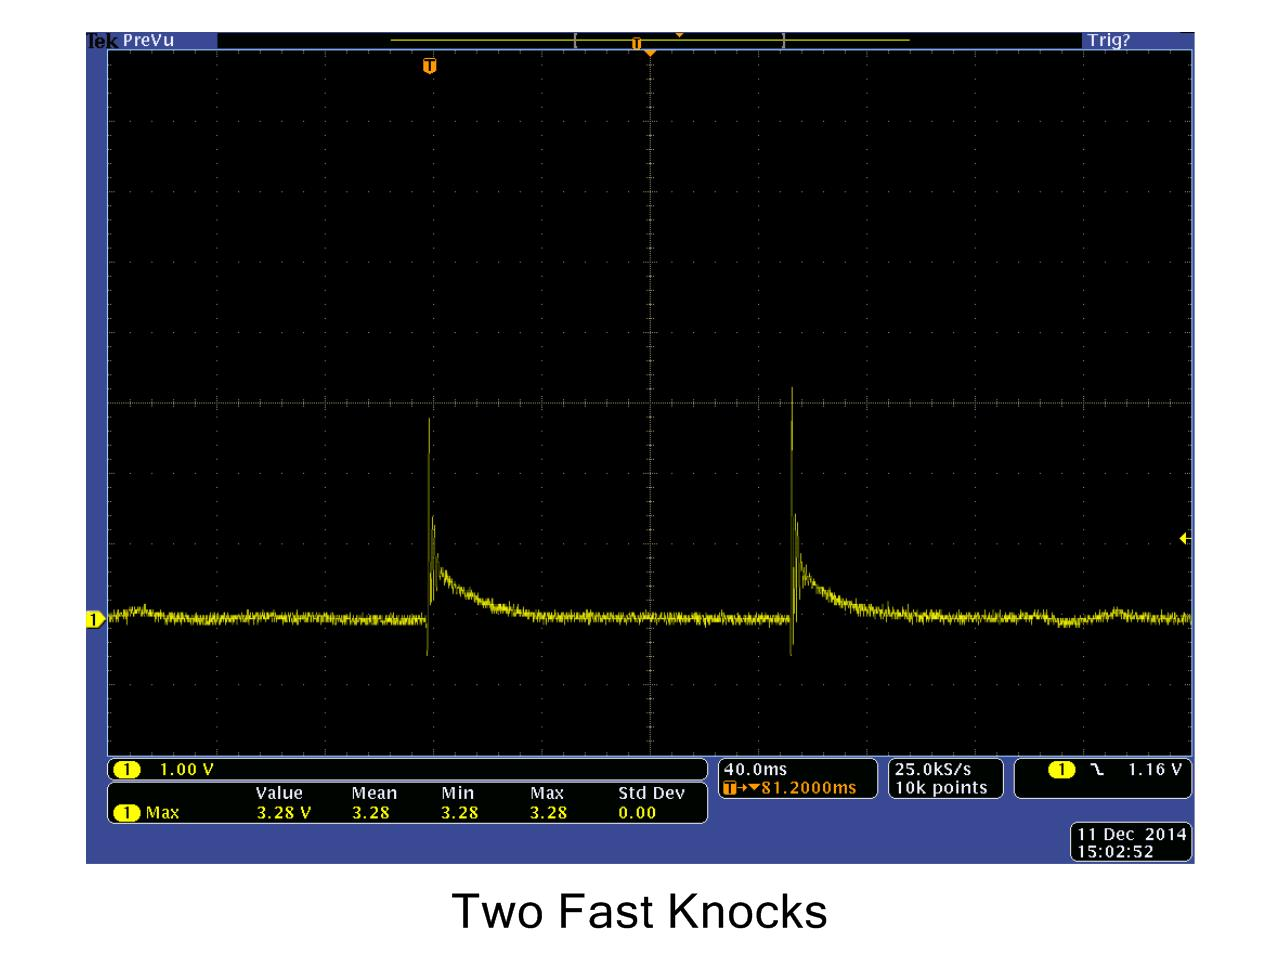 Tek PreVu
Trig?
T
T
1
1 1.00 V
Value Mean Min Max Std Dev
1 Max 3.28 V 3.28 3.28 3.28 0.00
40.0ms
T→▼81.2000ms
25.0kS/s
10k points
1 1.16 V
11 Dec 2014
15:02:52
Two Fast Knocks